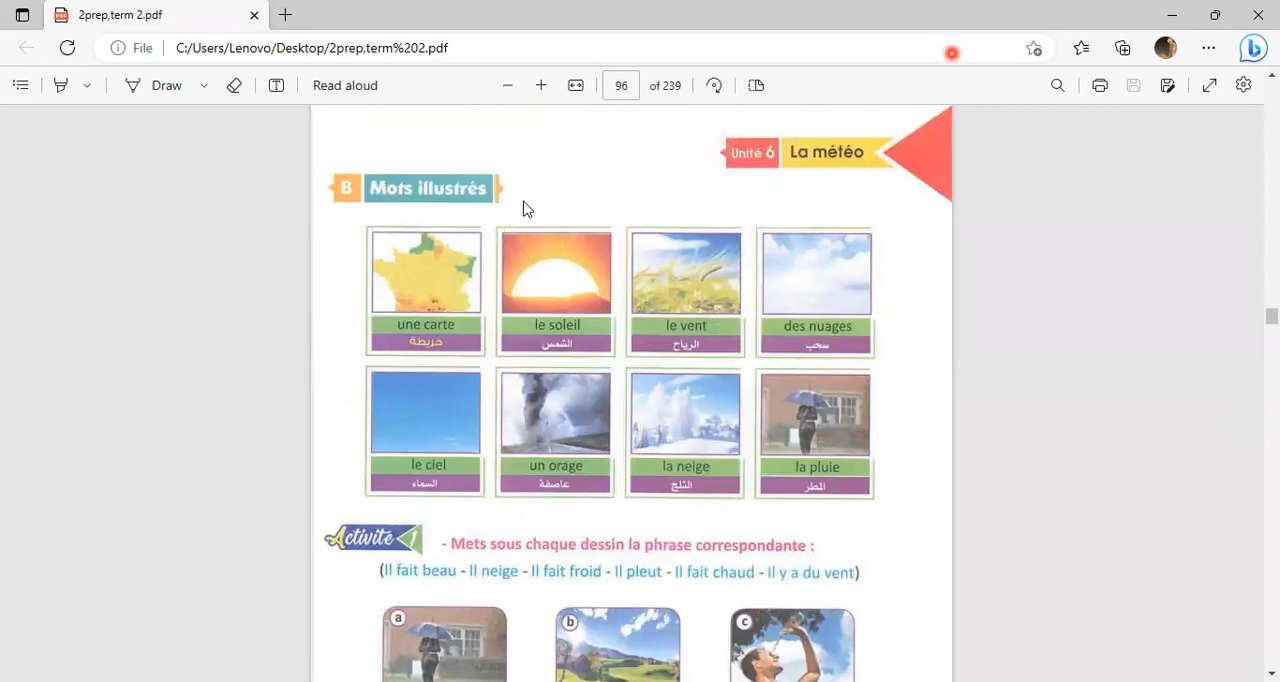 2prep,term 2.pdf
File
C:/Users/Lenovo/Desktop/2prep,term%202.pdf
Draw
Read aloud
96
of 239
Unité 6
La météo
B
Mots illustrés
une carte
خريطة
le soleil
الشمس
le vent
الرياح
des nuages
سحب
le ciel
السماء
un orage
عاصفة
la neige
الثلج
la pluie
المطر
Activité 1
- Mets sous chaque dessin la phrase correspondante :
(Il fait beau - Il neige - Il fait froid - Il pleut - Il fait chaud - Il y a du vent)
a
b
c